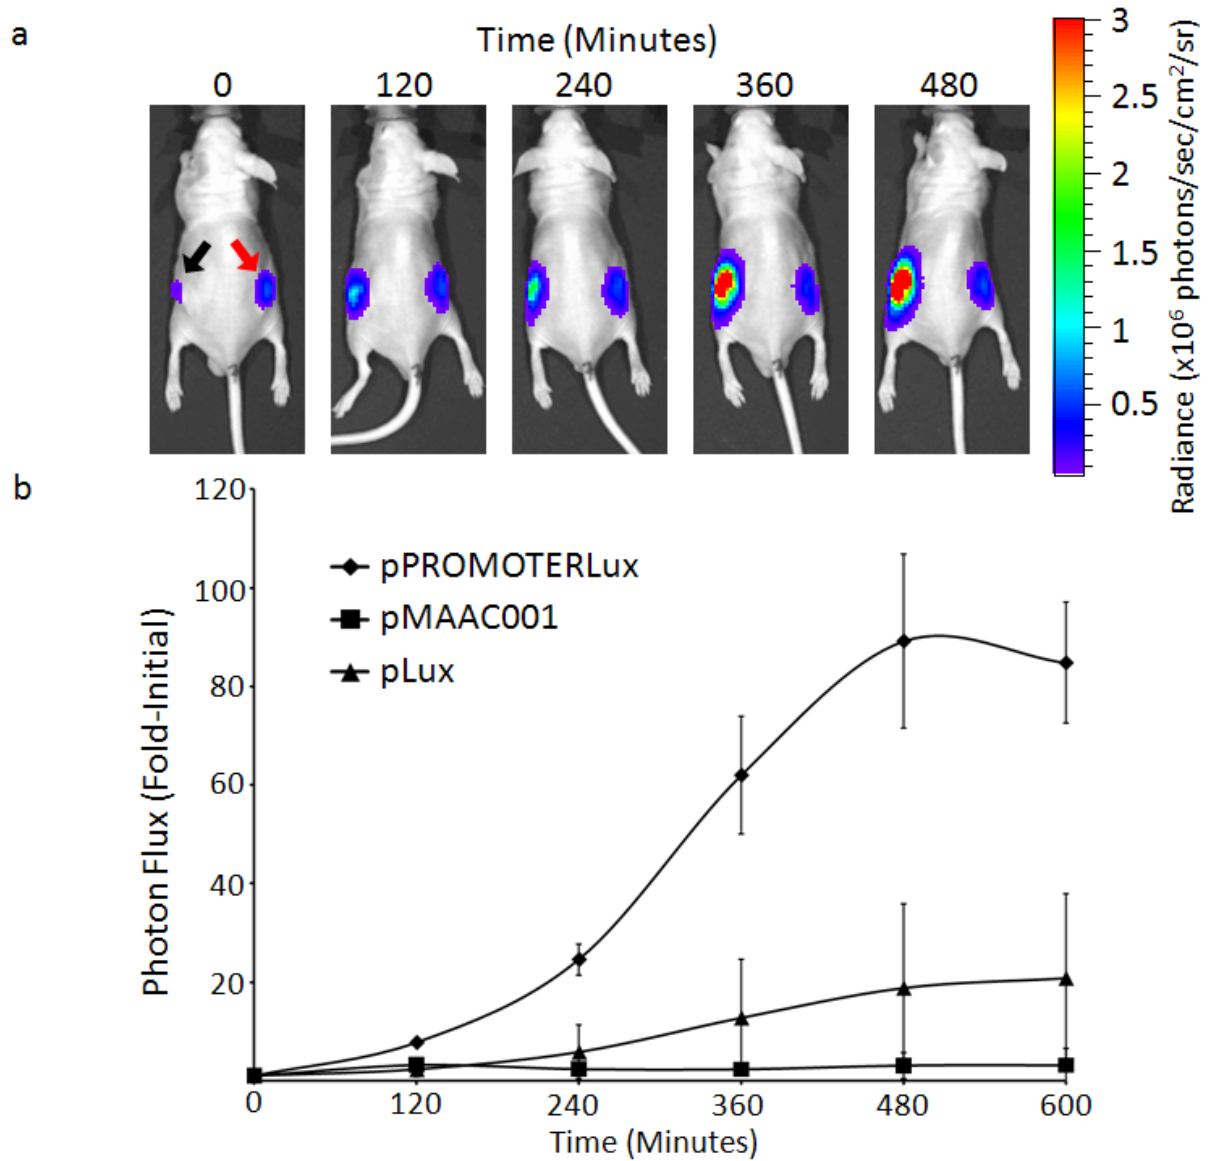 a
Time (Minutes)
0 120 240 360 480
3
2.5
2
1.5
1
0.5
Radiance (x10⁶ photons/sec/cm²/sr)
b
120
100
80
60
40
20
Photon Flux (Fold-Initial)
pPROMOTERLux
pMAAC001
pLux
0 120 240 360 480 600
Time (Minutes)